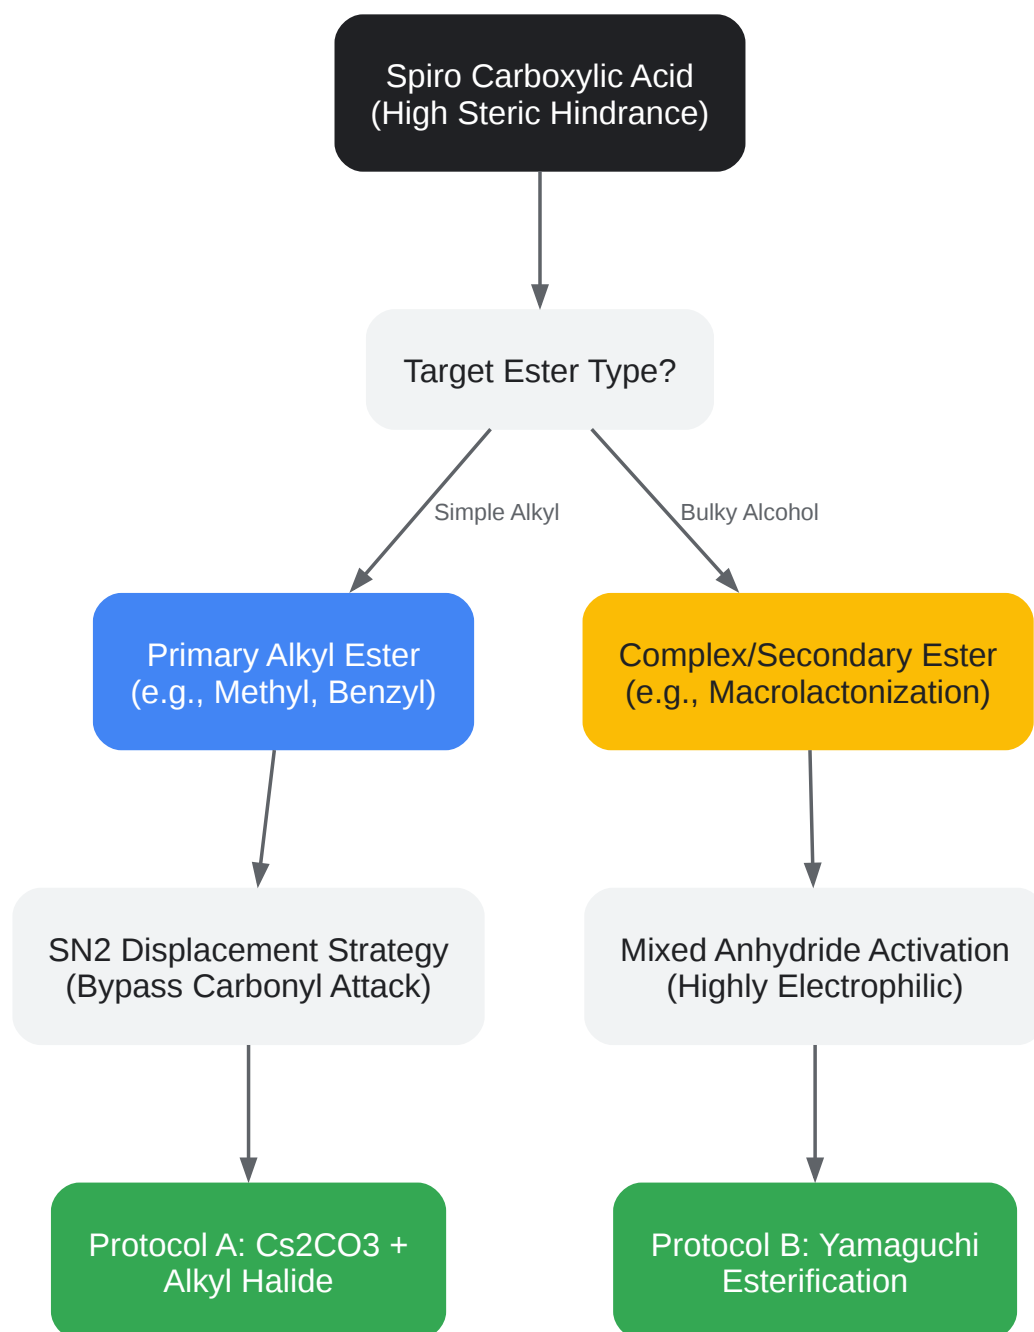 Spiro Carboxylic Acid
(High Steric Hindrance)
Target Ester Type?
Simple Alkyl
Bulky Alcohol
Primary Alkyl Ester
(e.g., Methyl, Benzyl)
Complex/Secondary Ester
(e.g., Macrolactonization)
SN2 Displacement Strategy
(Bypass Carbonyl Attack)
Mixed Anhydride Activation
(Highly Electrophilic)
Protocol A: Cs2CO3 +
Alkyl Halide
Protocol B: Yamaguchi
Esterification